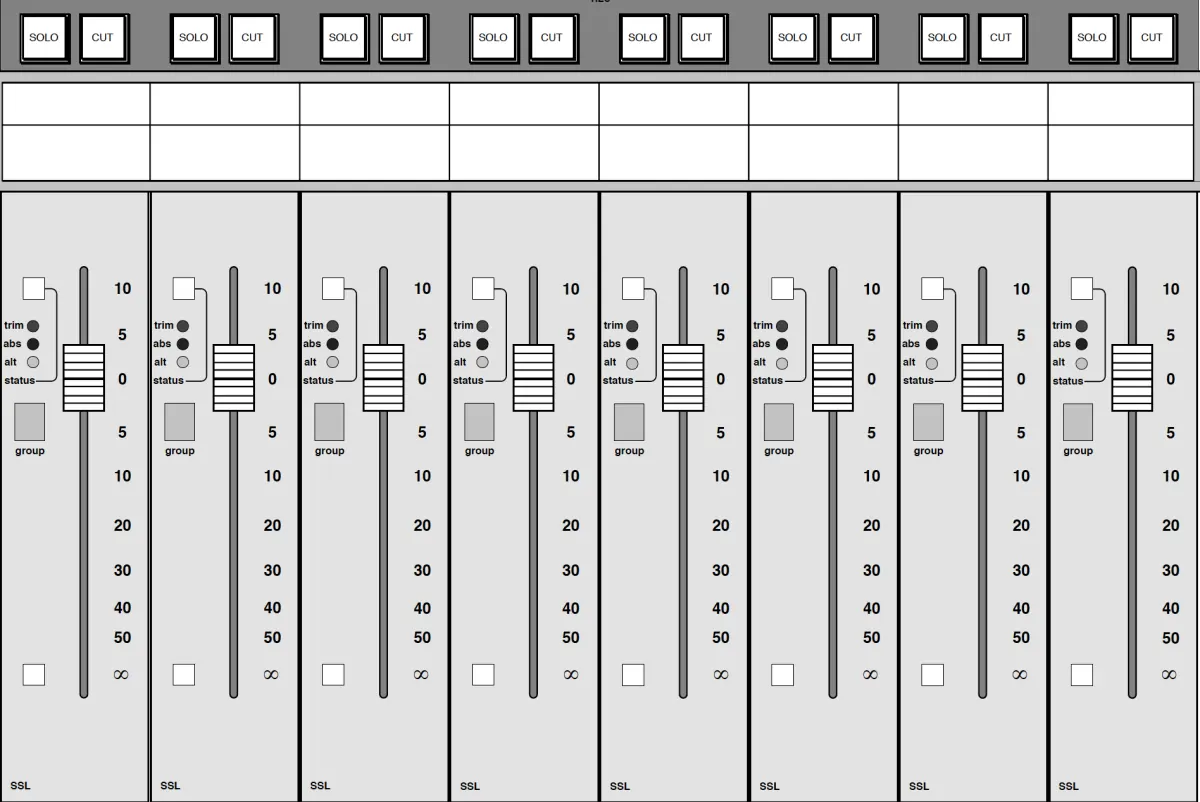 SOLO CUT SOLO CUT SOLO CUT SOLO CUT SOLO CUT SOLO CUT SOLO CUT SOLO CUT
10 10 10 10 10 10 10 10
trim 5 trim 5 trim 5 trim 5 trim 5 trim 5 trim 5 trim 5
abs abs abs abs abs abs abs abs
alt alt alt alt alt alt alt alt
status 0 status 0 status 0 status 0 status 0 status 0 status 0 status 0
5 5 5 5 5 5 5 5
group group group group group group group group
10 10 10 10 10 10 10 10
20 20 20 20 20 20 20 20
30 30 30 30 30 30 30 30
40 40 40 40 40 40 40 40
50 50 50 50 50 50 50 50
∞ ∞ ∞ ∞ ∞ ∞ ∞ ∞
SSL SSL SSL SSL SSL SSL SSL SSL